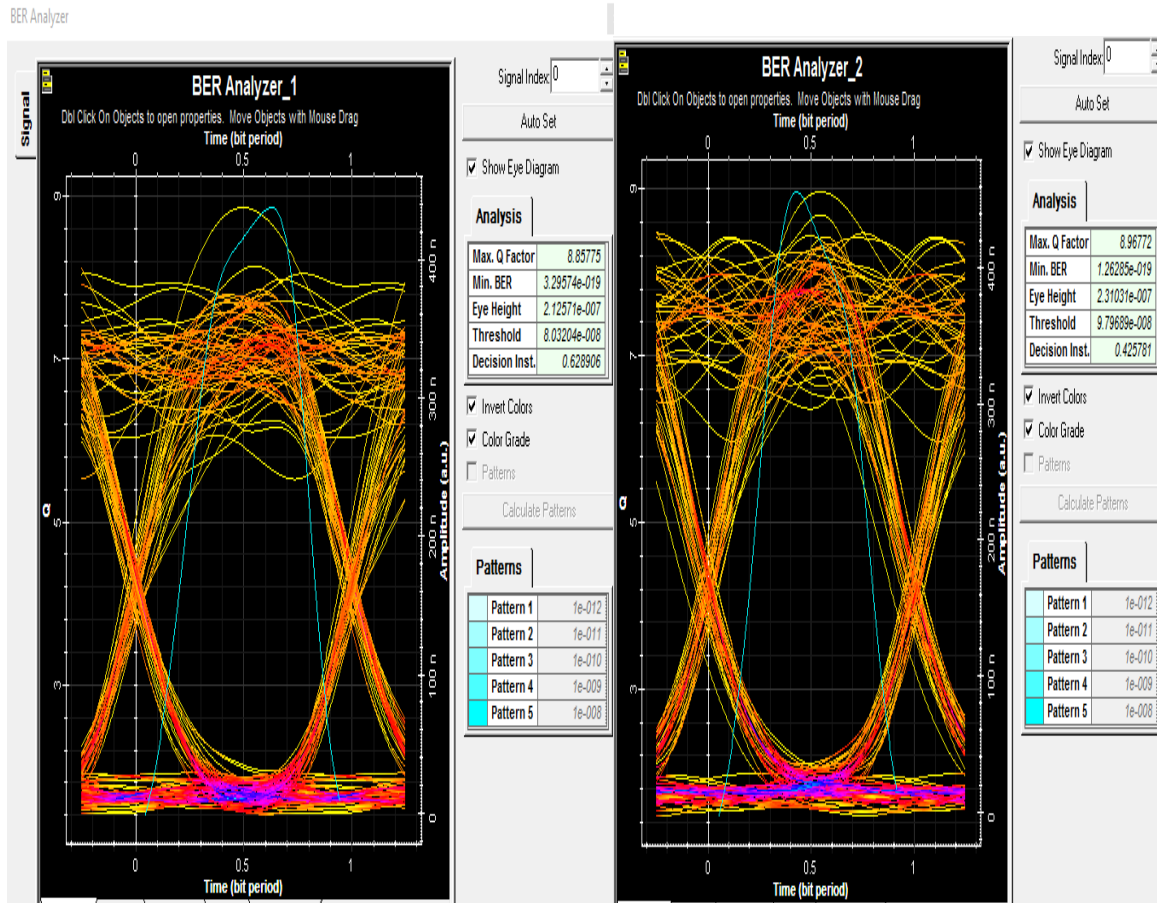 BER Analyzer
Signal
BER Analyzer_1
Dbl Click On Objects to open properties. Move Objects with Mouse Drag
Time (bit period)
0 0.5 1
9
7
5
3
Q
400 n
300 n
200 n
100 n
0
Amplitude (a.u.)
0 0.5 1
Time (bit period)
Signal Index: 0
Auto Set
Show Eye Diagram
Analysis
Max. Q Factor 8.85775
Min. BER 3.29574e-019
Eye Height 2.12571e-007
Threshold 8.03204e-008
Decision Inst. 0.628906
Invert Colors
Color Grade
Patterns
Calculate Patterns
Patterns
Pattern 1 1e-012
Pattern 2 1e-011
Pattern 3 1e-010
Pattern 4 1e-009
Pattern 5 1e-008
BER Analyzer_2
Dbl Click On Objects to open properties. Move Objects with Mouse Drag
Time (bit period)
0 0.5 1
9
7
5
3
Q
400 n
300 n
200 n
100 n
0
Amplitude (a.u.)
0 0.5 1
Time (bit period)
Signal Index: 0
Auto Set
Show Eye Diagram
Analysis
Max. Q Factor 8.96772
Min. BER 1.26285e-019
Eye Height 2.31031e-007
Threshold 9.79689e-008
Decision Inst. 0.425781
Invert Colors
Color Grade
Patterns
Calculate Patterns
Patterns
Pattern 1 1e-012
Pattern 2 1e-011
Pattern 3 1e-010
Pattern 4 1e-009
Pattern 5 1e-008